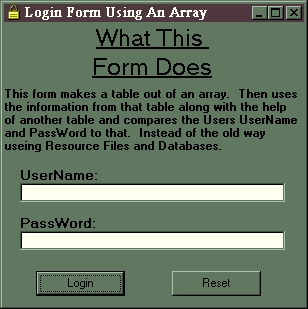 Login Form Using An Array
What This
Form Does
This form makes a table out of an array.  Then uses
the information from that table along with the help
of another table and compares the Users UserName
and PassWord to that.  Instead of the old way
useing Resource Files and Databases.
UserName:
PassWord:
Login
Reset